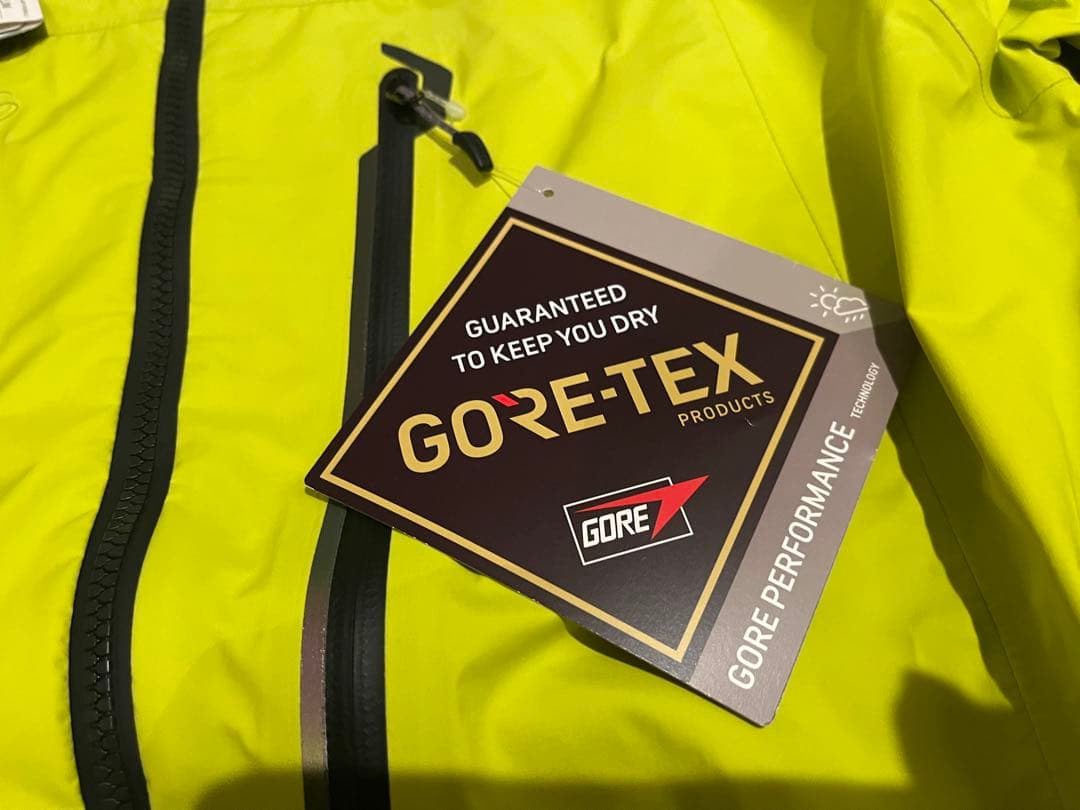 GUARANTEED
TO KEEP YOU DRY
GORE-TEX
PRODUCTS
GORE
GORE PERFORMANCE TECHNOLOGY